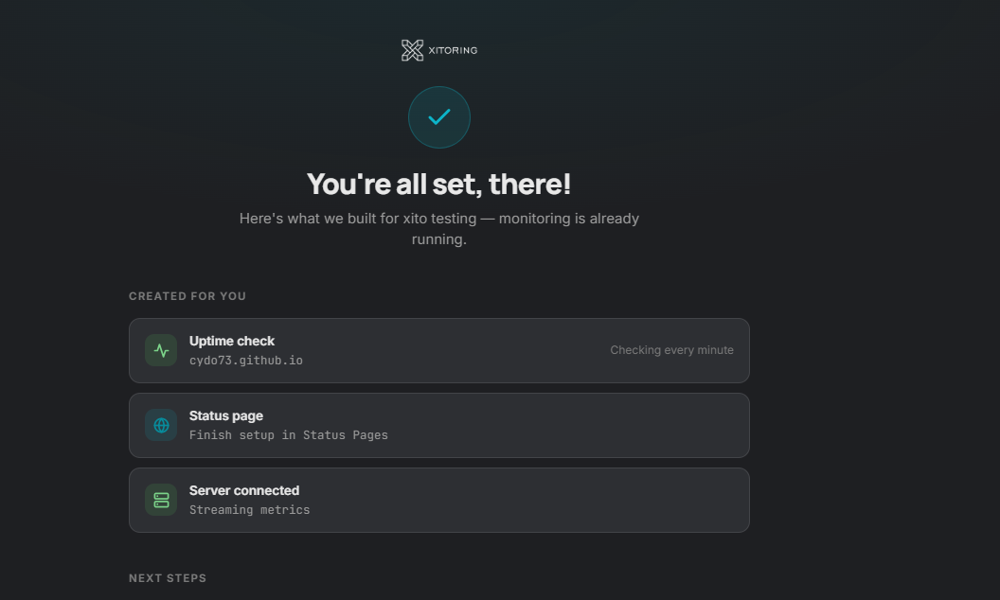 XITORING
You're all set, there!
Here's what we built for xito testing — monitoring is already
running.
CREATED FOR YOU
Uptime check
cydo73.github.io
Checking every minute
Status page
Finish setup in Status Pages
Server connected
Streaming metrics
NEXT STEPS